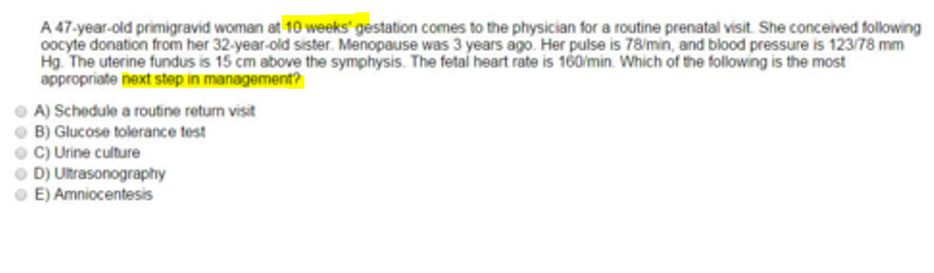 A 47-year-old primigravid woman at 10 weeks' gestation comes to the physician for a routine prenatal visit. She conceived following
oocyte donation from her 32-year-old sister. Menopause was 3 years ago. Her pulse is 78/min, and blood pressure is 123/78 mm
Hg. The uterine fundus is 15 cm above the symphysis. The fetal heart rate is 160/min. Which of the following is the most
appropriate next step in management?
A) Schedule a routine return visit
B) Glucose tolerance test
C) Urine culture
D) Ultrasonography
E) Amniocentesis